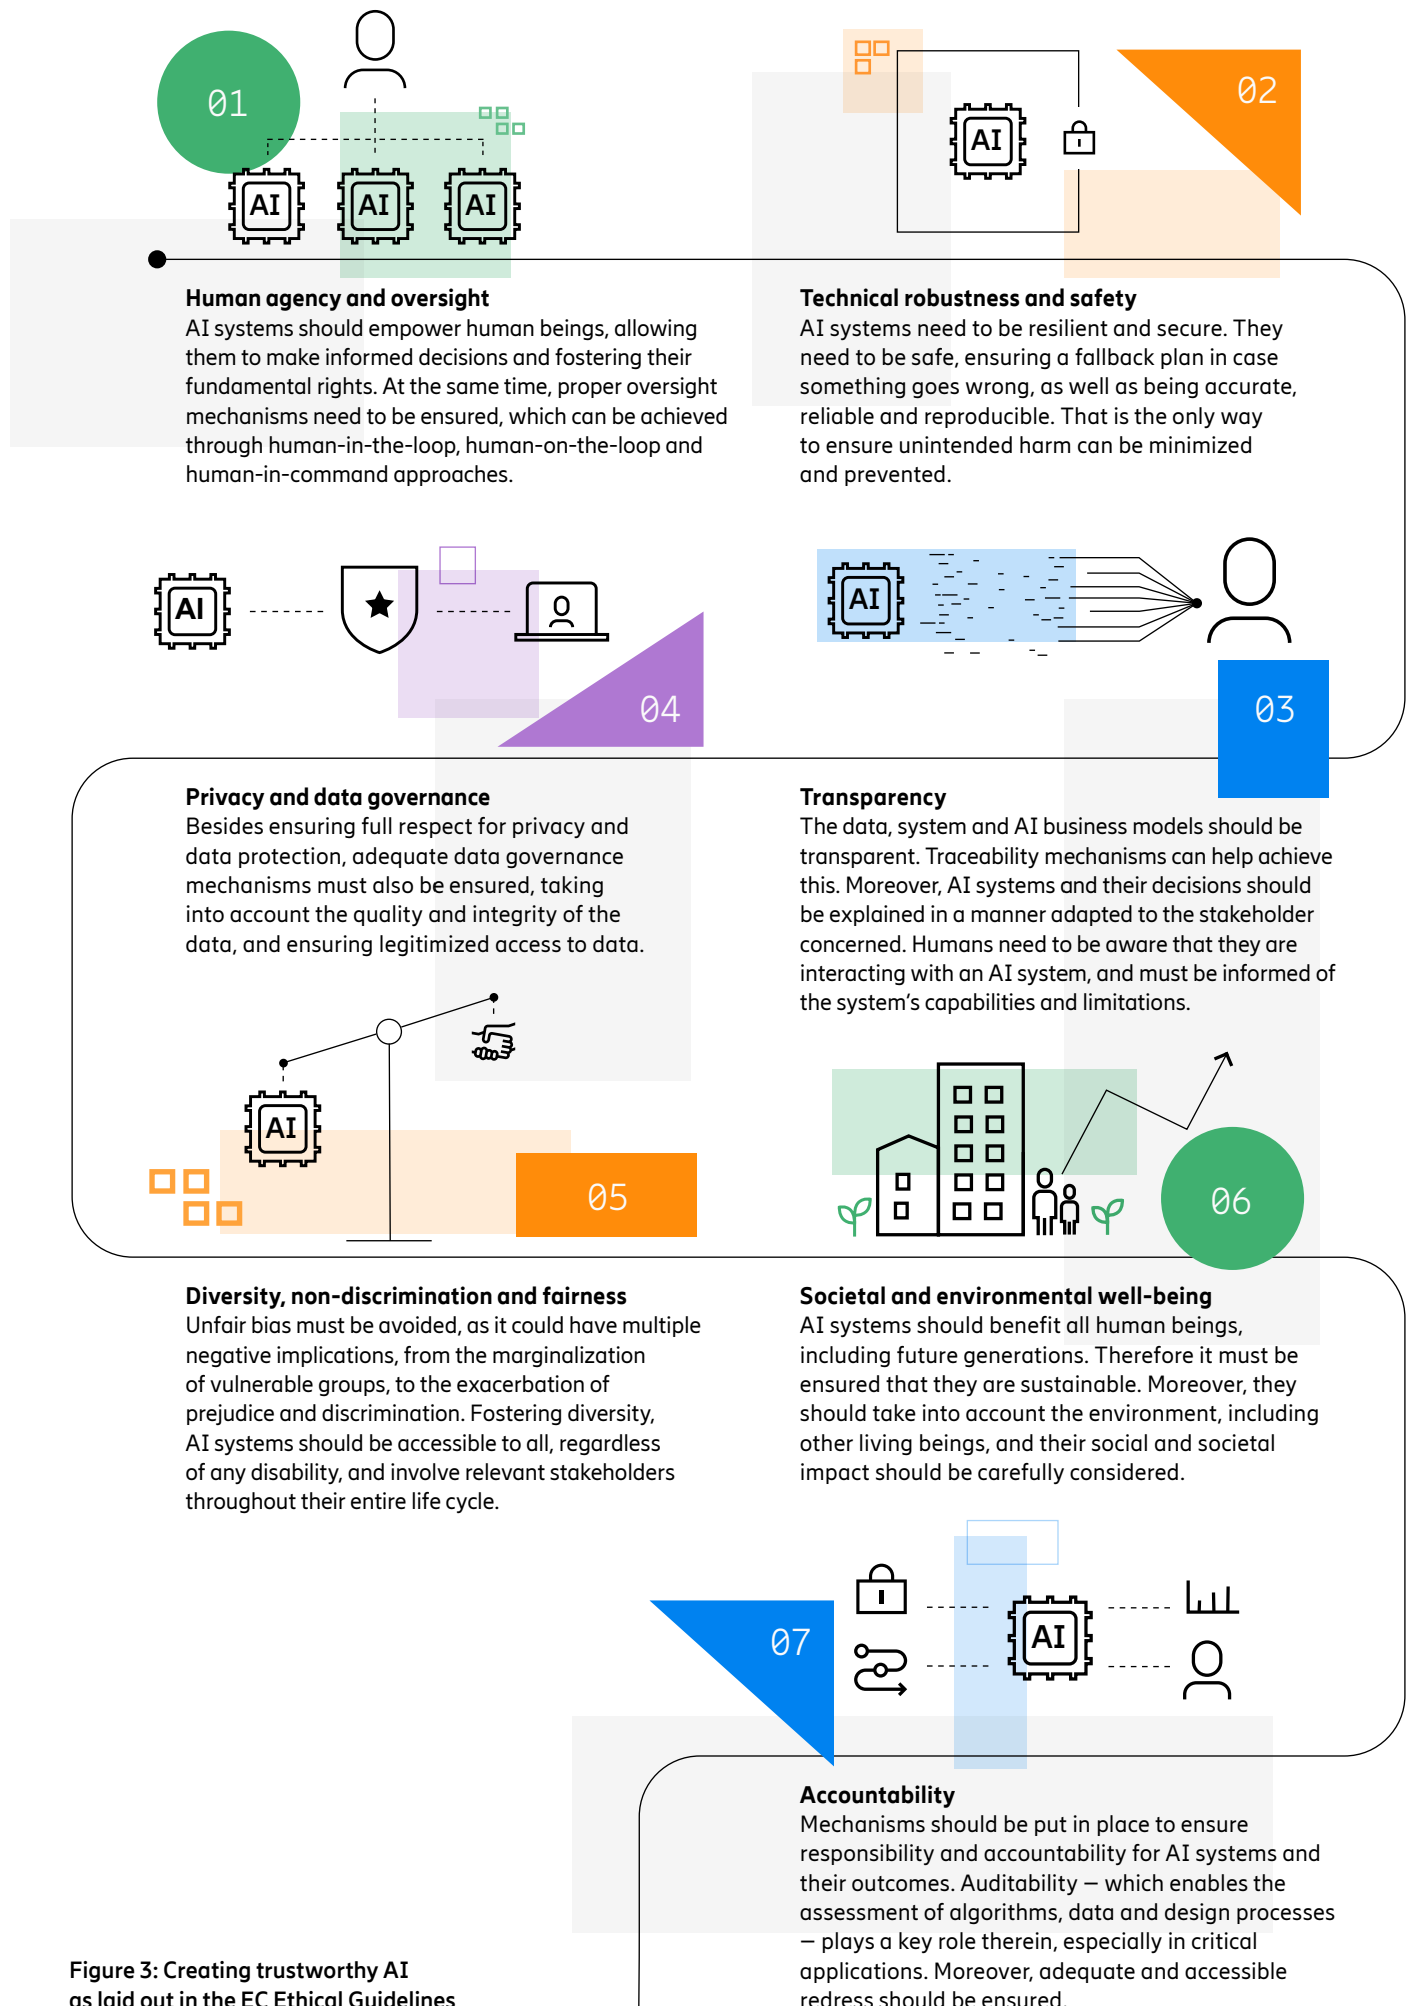 01
AI
AI
AI
Human agency and oversight
AI systems should empower human beings, allowing
them to make informed decisions and fostering their
fundamental rights. At the same time, proper oversight
mechanisms need to be ensured, which can be achieved
through human-in-the-loop, human-on-the-loop and
human-in-command approaches.
02
AI
Technical robustness and safety
AI systems need to be resilient and secure. They
need to be safe, ensuring a fallback plan in case
something goes wrong, as well as being accurate,
reliable and reproducible. That is the only way
to ensure unintended harm can be minimized
and prevented.
AI
03
Transparency
The data, system and AI business models should be
transparent. Traceability mechanisms can help achieve
this. Moreover, AI systems and their decisions should
be explained in a manner adapted to the stakeholder
concerned. Humans need to be aware that they are
interacting with an AI system, and must be informed of
the system’s capabilities and limitations.
AI
04
Privacy and data governance
Besides ensuring full respect for privacy and
data protection, adequate data governance
mechanisms must also be ensured, taking
into account the quality and integrity of the
data, and ensuring legitimized access to data.
AI
05
Diversity, non-discrimination and fairness
Unfair bias must be avoided, as it could have multiple
negative implications, from the marginalization
of vulnerable groups, to the exacerbation of
prejudice and discrimination. Fostering diversity,
AI systems should be accessible to all, regardless
of any disability, and involve relevant stakeholders
throughout their entire life cycle.
06
Societal and environmental well-being
AI systems should benefit all human beings,
including future generations. Therefore it must be
ensured that they are sustainable. Moreover, they
should take into account the environment, including
other living beings, and their social and societal
impact should be carefully considered.
07
AI
Accountability
Mechanisms should be put in place to ensure
responsibility and accountability for AI systems and
their outcomes. Auditability – which enables the
assessment of algorithms, data and design processes
– plays a key role therein, especially in critical
applications. Moreover, adequate and accessible
redress should be ensured.
Figure 3: Creating trustworthy AI
as laid out in the EC Ethical Guidelines